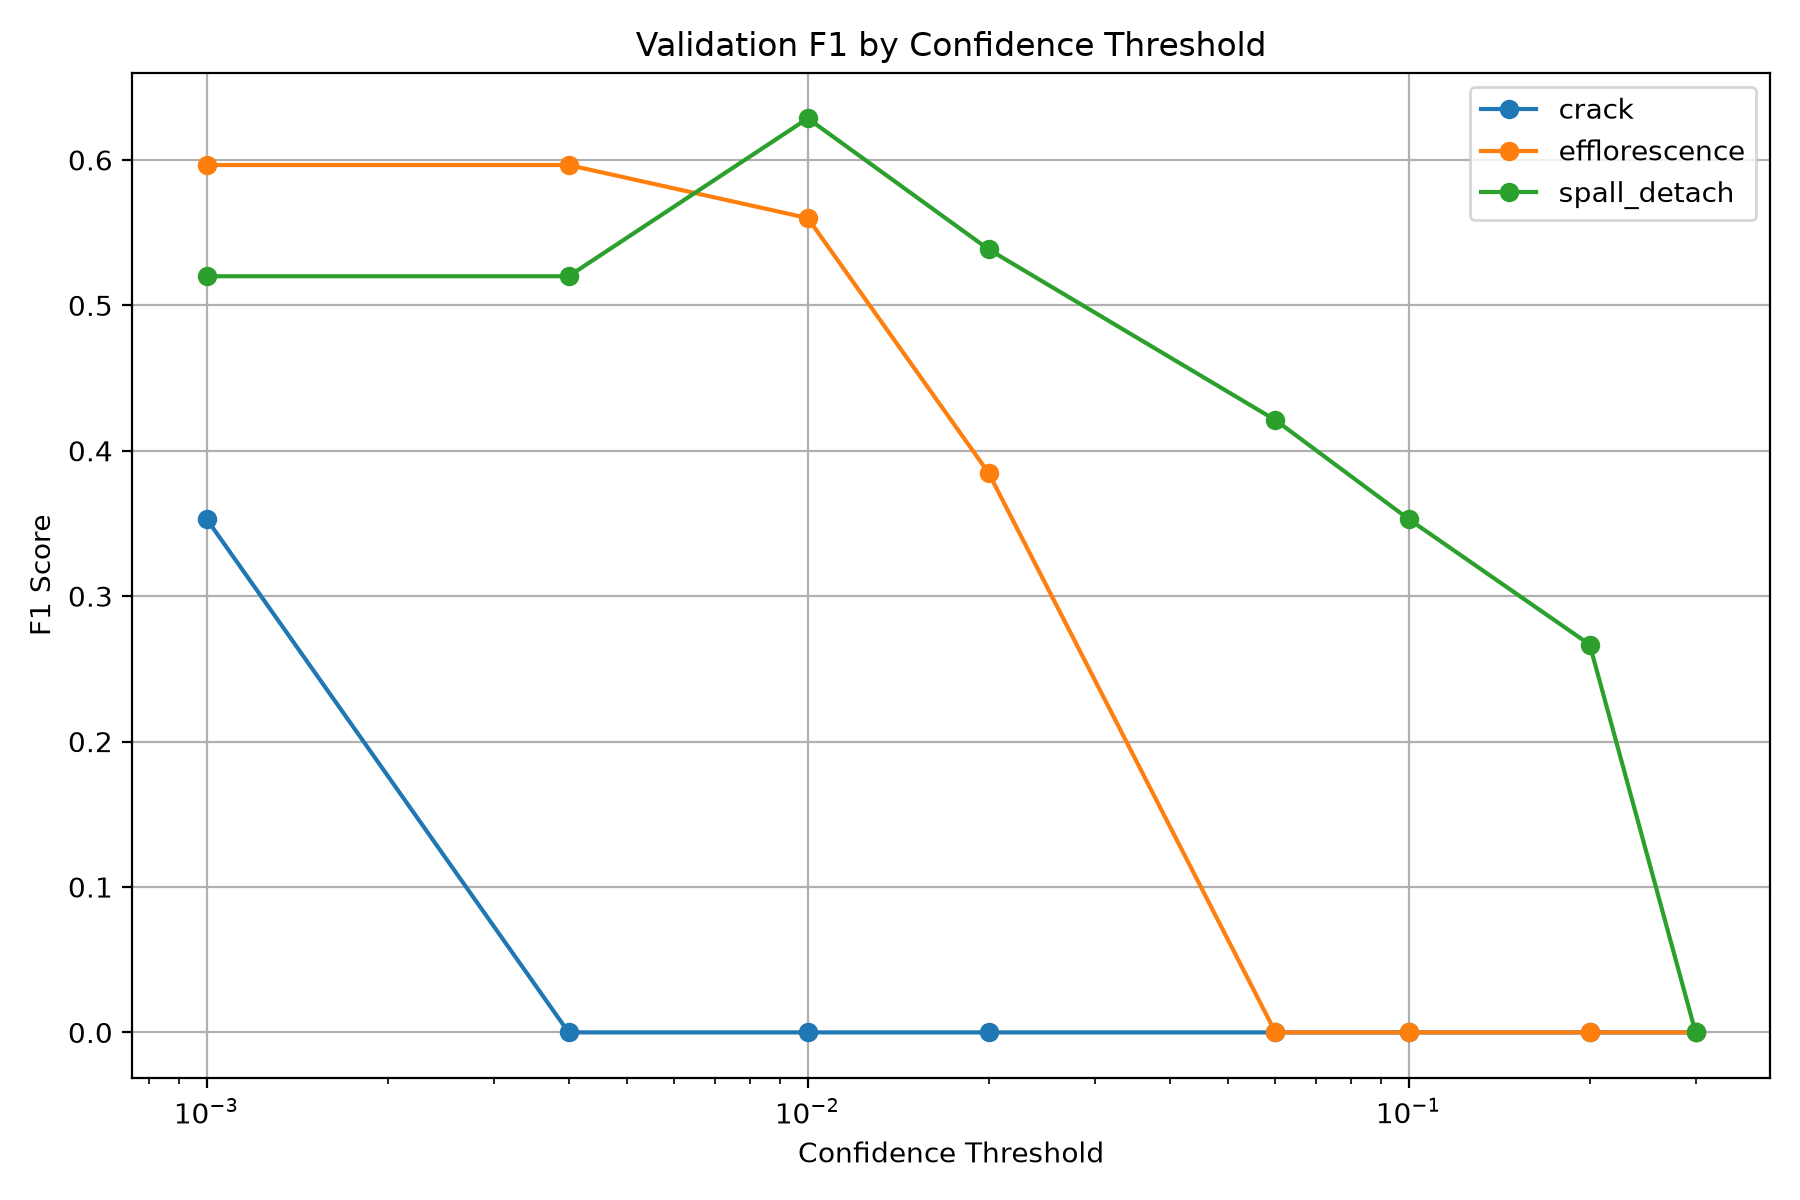 Validation F1 by Confidence Threshold
crack
efflorescence
spall_detach
F1 Score
0.6
0.5
0.4
0.3
0.2
0.1
0.0
10⁻³
10⁻²
10⁻¹
Confidence Threshold